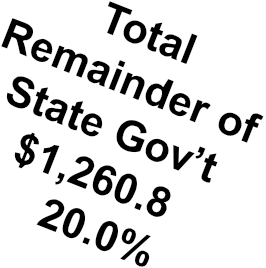 Total
Remainder of
State Gov’t
$1,260.8
20.0%